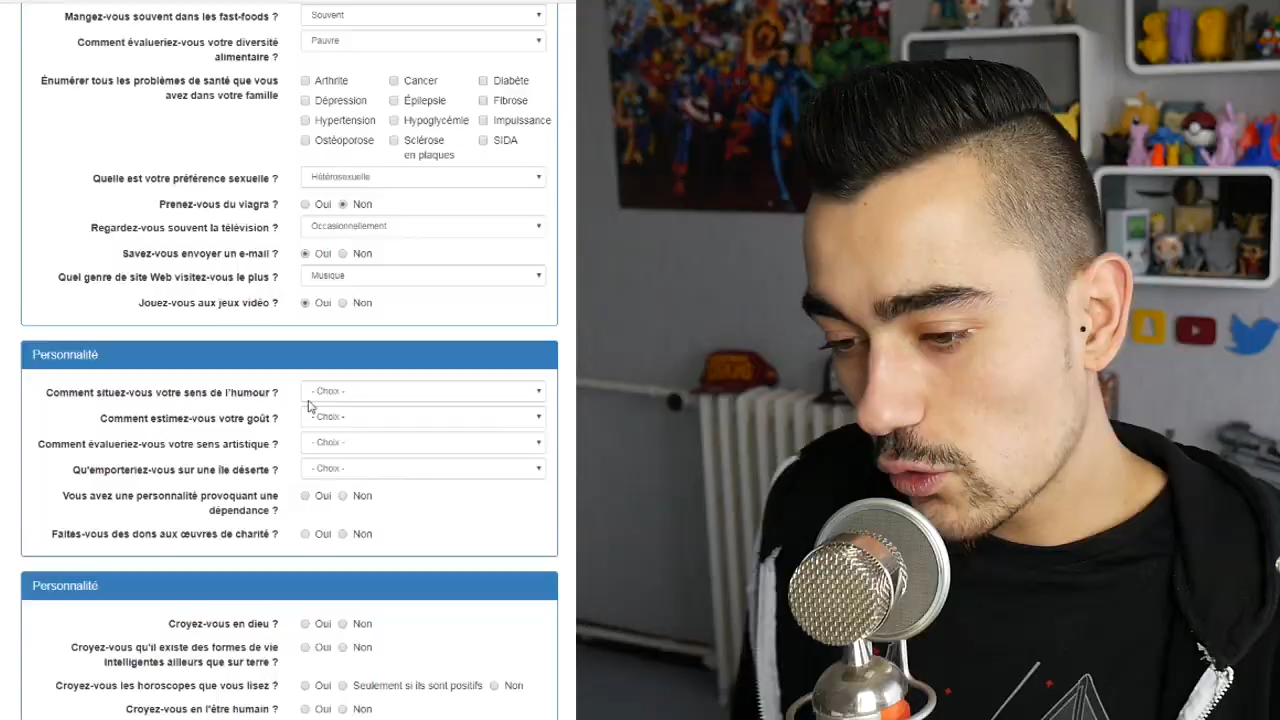 Mangez-vous souvent dans les fast-foods ? Souvent
Comment évalueriez-vous votre diversité alimentaire ? Pauvre
Énumérer tous les problèmes de santé que vous avez dans votre famille
Arthrite Cancer Diabète
Dépression Épilepsie Fibrose
Hypertension Hypoglycémie Impuissance
Ostéoporose Sclérose en plaques SIDA
Quelle est votre préférence sexuelle ? Hétérosexuelle
Prenez-vous du viagra ? Oui Non
Regardez-vous souvent la télévision ? Occasionnellement
Savez-vous envoyer un e-mail ? Oui Non
Quel genre de site Web visitez-vous le plus ? Musique
Jouez-vous aux jeux vidéo ? Oui Non
Personnalité
Comment situez-vous votre sens de l'humour ? - Choix -
Comment estimez-vous votre goût ? - Choix -
Comment évalueriez-vous votre sens artistique ? - Choix -
Qu'emporteriez-vous sur une île déserte ? - Choix -
Vous avez une personnalité provoquant une dépendance ? Oui Non
Faites-vous des dons aux œuvres de charité ? Oui Non
Personnalité
Croyez-vous en dieu ? Oui Non
Croyez-vous qu'il existe des formes de vie intelligentes ailleurs que sur terre ? Oui Non
Croyez-vous les horoscopes que vous lisez ? Oui Seulement si ils sont positifs Non
Croyez-vous en l'être humain ? Oui Non